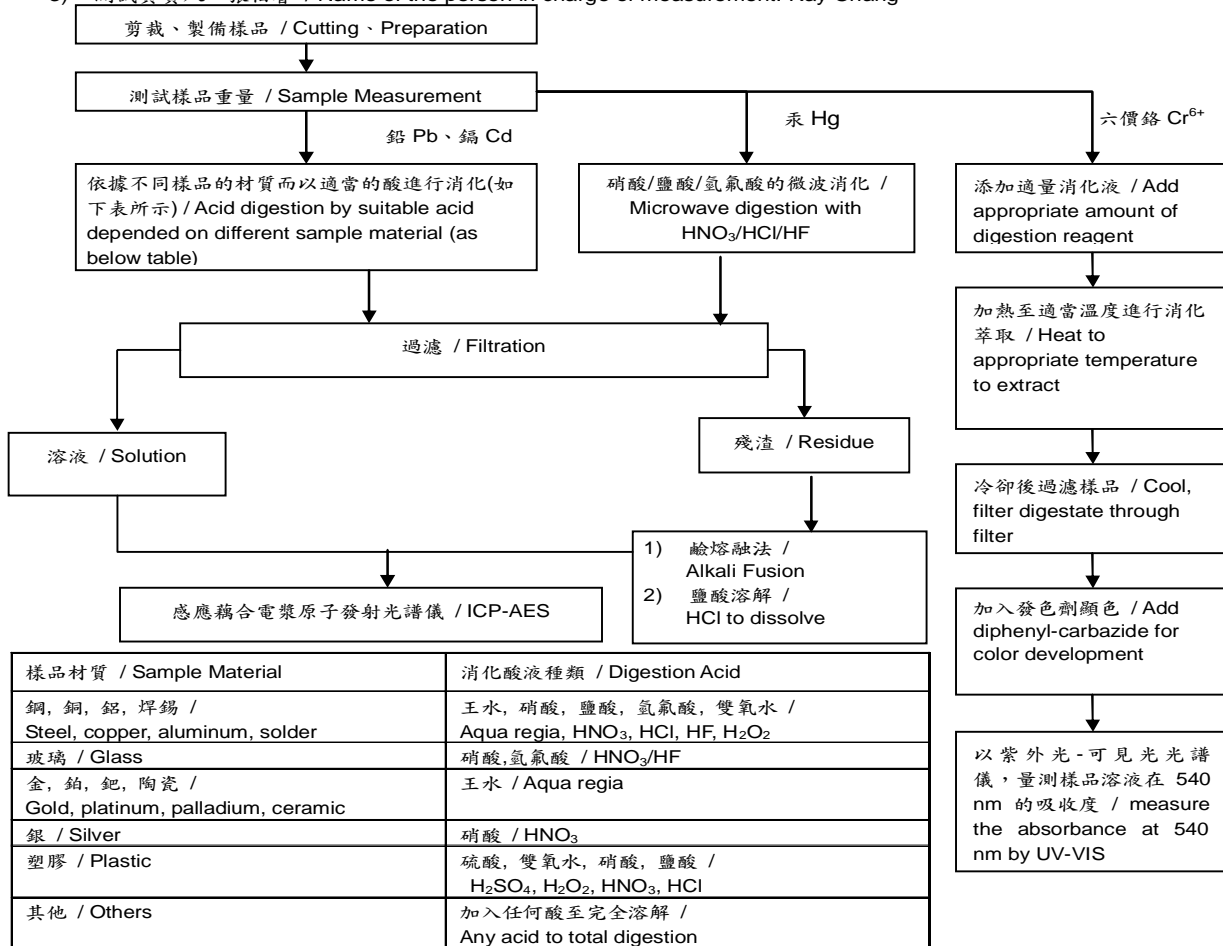 Name of the person in charge of measurement: Ray Chang
剪裁、製備樣品 / Cutting、Preparation
測試樣品重量 / Sample Measurement
鉛 Pb、鎘 Cd
汞 Hg
六價鉻 Cr⁶⁺
依據不同樣品的材質而以適當的酸進行消化(如
下表所示) / Acid digestion by suitable acid
depended on different sample material (as
below table)
硝酸/鹽酸/氫氟酸的微波消化 /
Microwave digestion with
HNO₃/HCl/HF
添加適量消化液 / Add
appropriate amount of
digestion reagent
過濾 / Filtration
加熱至適當溫度進行消化
萃取 / Heat to
appropriate temperature
to extract
溶液 / Solution
殘渣 / Residue
冷卻後過濾樣品 / Cool,
filter digestate through
filter
1) 鹼熔融法 /
Alkali Fusion
2) 鹽酸溶解 /
HCl to dissolve
感應藕合電漿原子發射光譜儀 / ICP-AES
加入發色劑顯色 / Add
diphenyl-carbazide for
color development
以紫外光-可見光光譜
儀，量測樣品溶液在 540
nm 的吸收度 / measure
the absorbance at 540
nm by UV-VIS
樣品材質 / Sample Material
消化酸液種類 / Digestion Acid
鋼, 銅, 鋁, 焊錫 /
Steel, copper, aluminum, solder
王水, 硝酸, 鹽酸, 氫氟酸, 雙氧水 /
Aqua regia, HNO₃, HCl, HF, H₂O₂
玻璃 / Glass
硝酸,氫氟酸 / HNO₃/HF
金, 鉑, 鈀, 陶瓷 /
Gold, platinum, palladium, ceramic
王水 / Aqua regia
銀 / Silver
硝酸 / HNO₃
塑膠 / Plastic
硫酸, 雙氧水, 硝酸, 鹽酸 /
H₂SO₄, H₂O₂, HNO₃, HCl
其他 / Others
加入任何酸至完全溶解 /
Any acid to total digestion